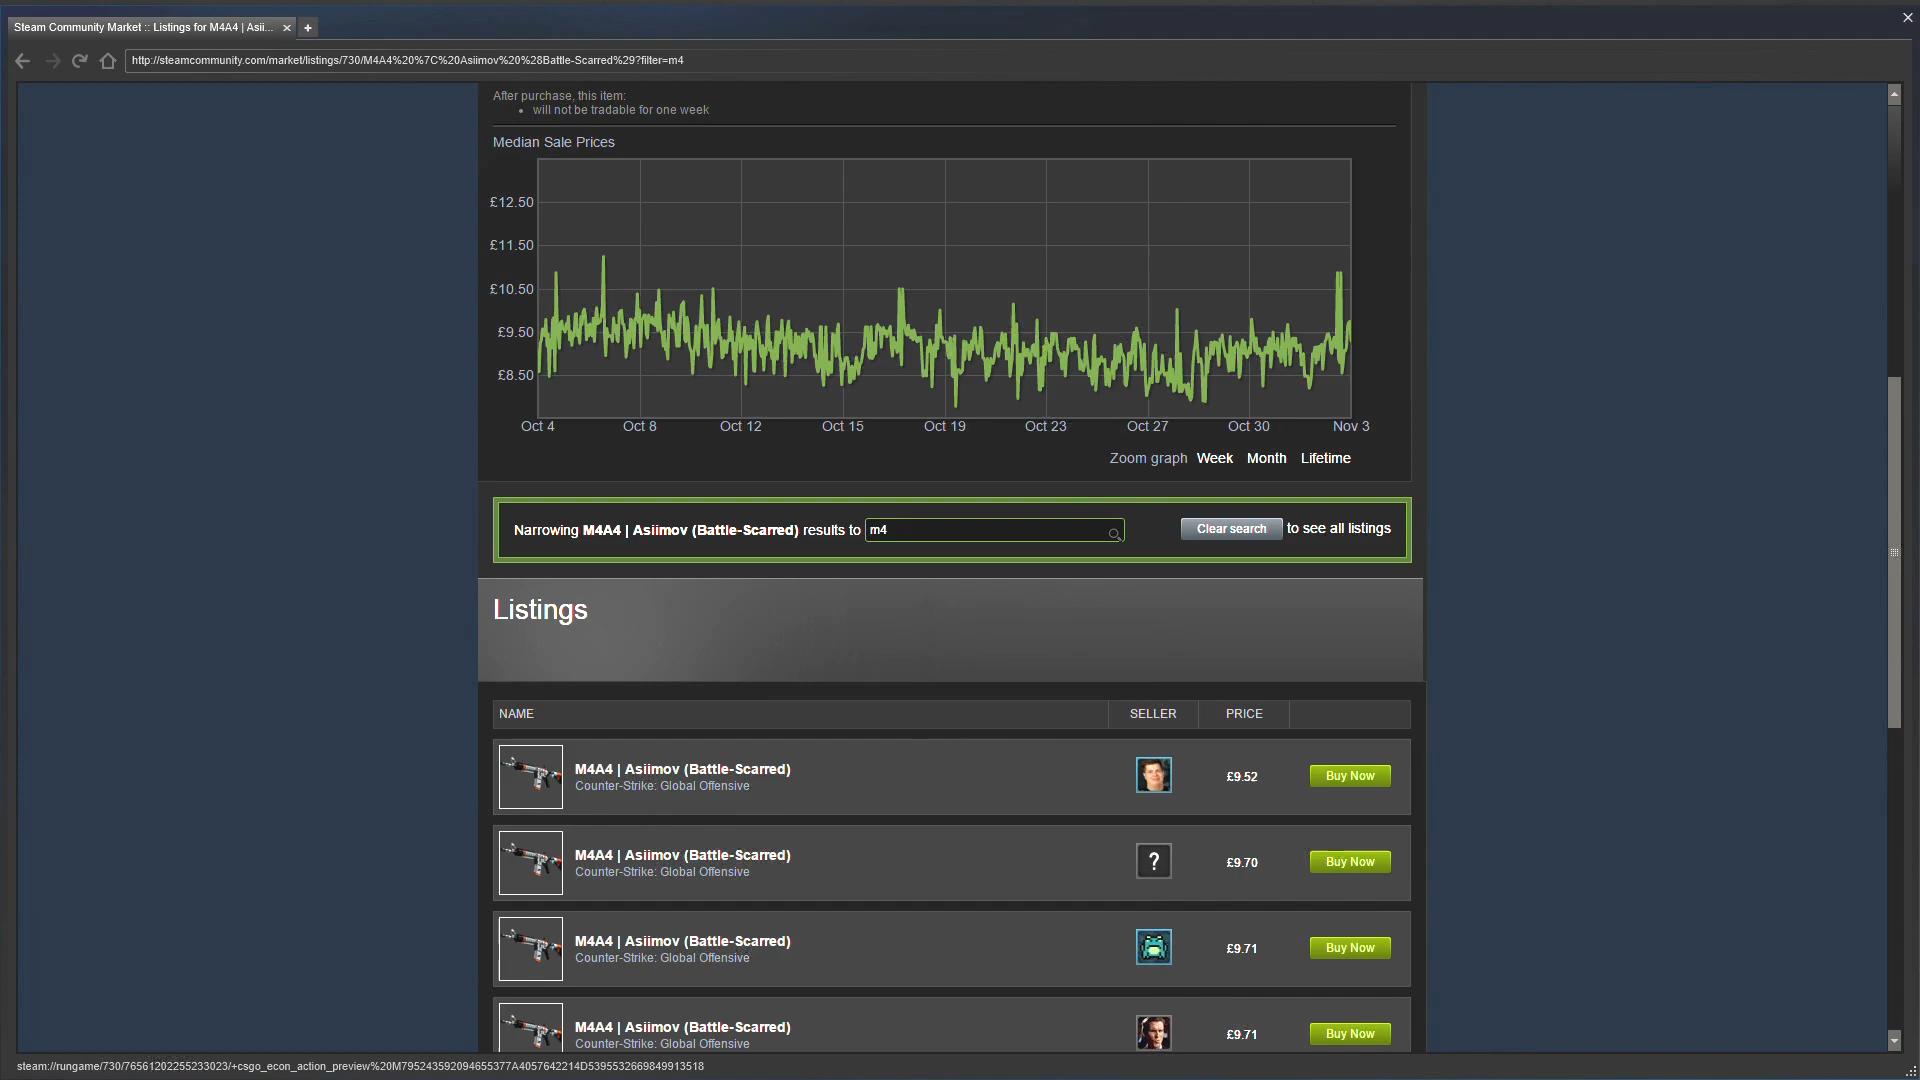 Steam Community Market :: Listings for M4A4 | Asii...
http://steamcommunity.com/market/listings/730/M4A4%20%7C%20Asiimov%20%28Battle-Scarred%29?filter=m4
After purchase, this item:
• will not be tradable for one week
Median Sale Prices
£12.50
£11.50
£10.50
£9.50
£8.50
Oct 4 Oct 8 Oct 12 Oct 15 Oct 19 Oct 23 Oct 27 Oct 30 Nov 3
Zoom graph Week Month Lifetime
Narrowing M4A4 | Asiimov (Battle-Scarred) results to m4 Clear search to see all listings
Listings
NAME SELLER PRICE
M4A4 | Asiimov (Battle-Scarred)
Counter-Strike: Global Offensive
£9.52 Buy Now
M4A4 | Asiimov (Battle-Scarred)
Counter-Strike: Global Offensive
? £9.70 Buy Now
M4A4 | Asiimov (Battle-Scarred)
Counter-Strike: Global Offensive
£9.71 Buy Now
M4A4 | Asiimov (Battle-Scarred)
Counter-Strike: Global Offensive
£9.71 Buy Now
steam://rungame/730/76561202255233023/+csgo_econ_action_preview%20M795243592094655377A4057642214D5395532669849913518